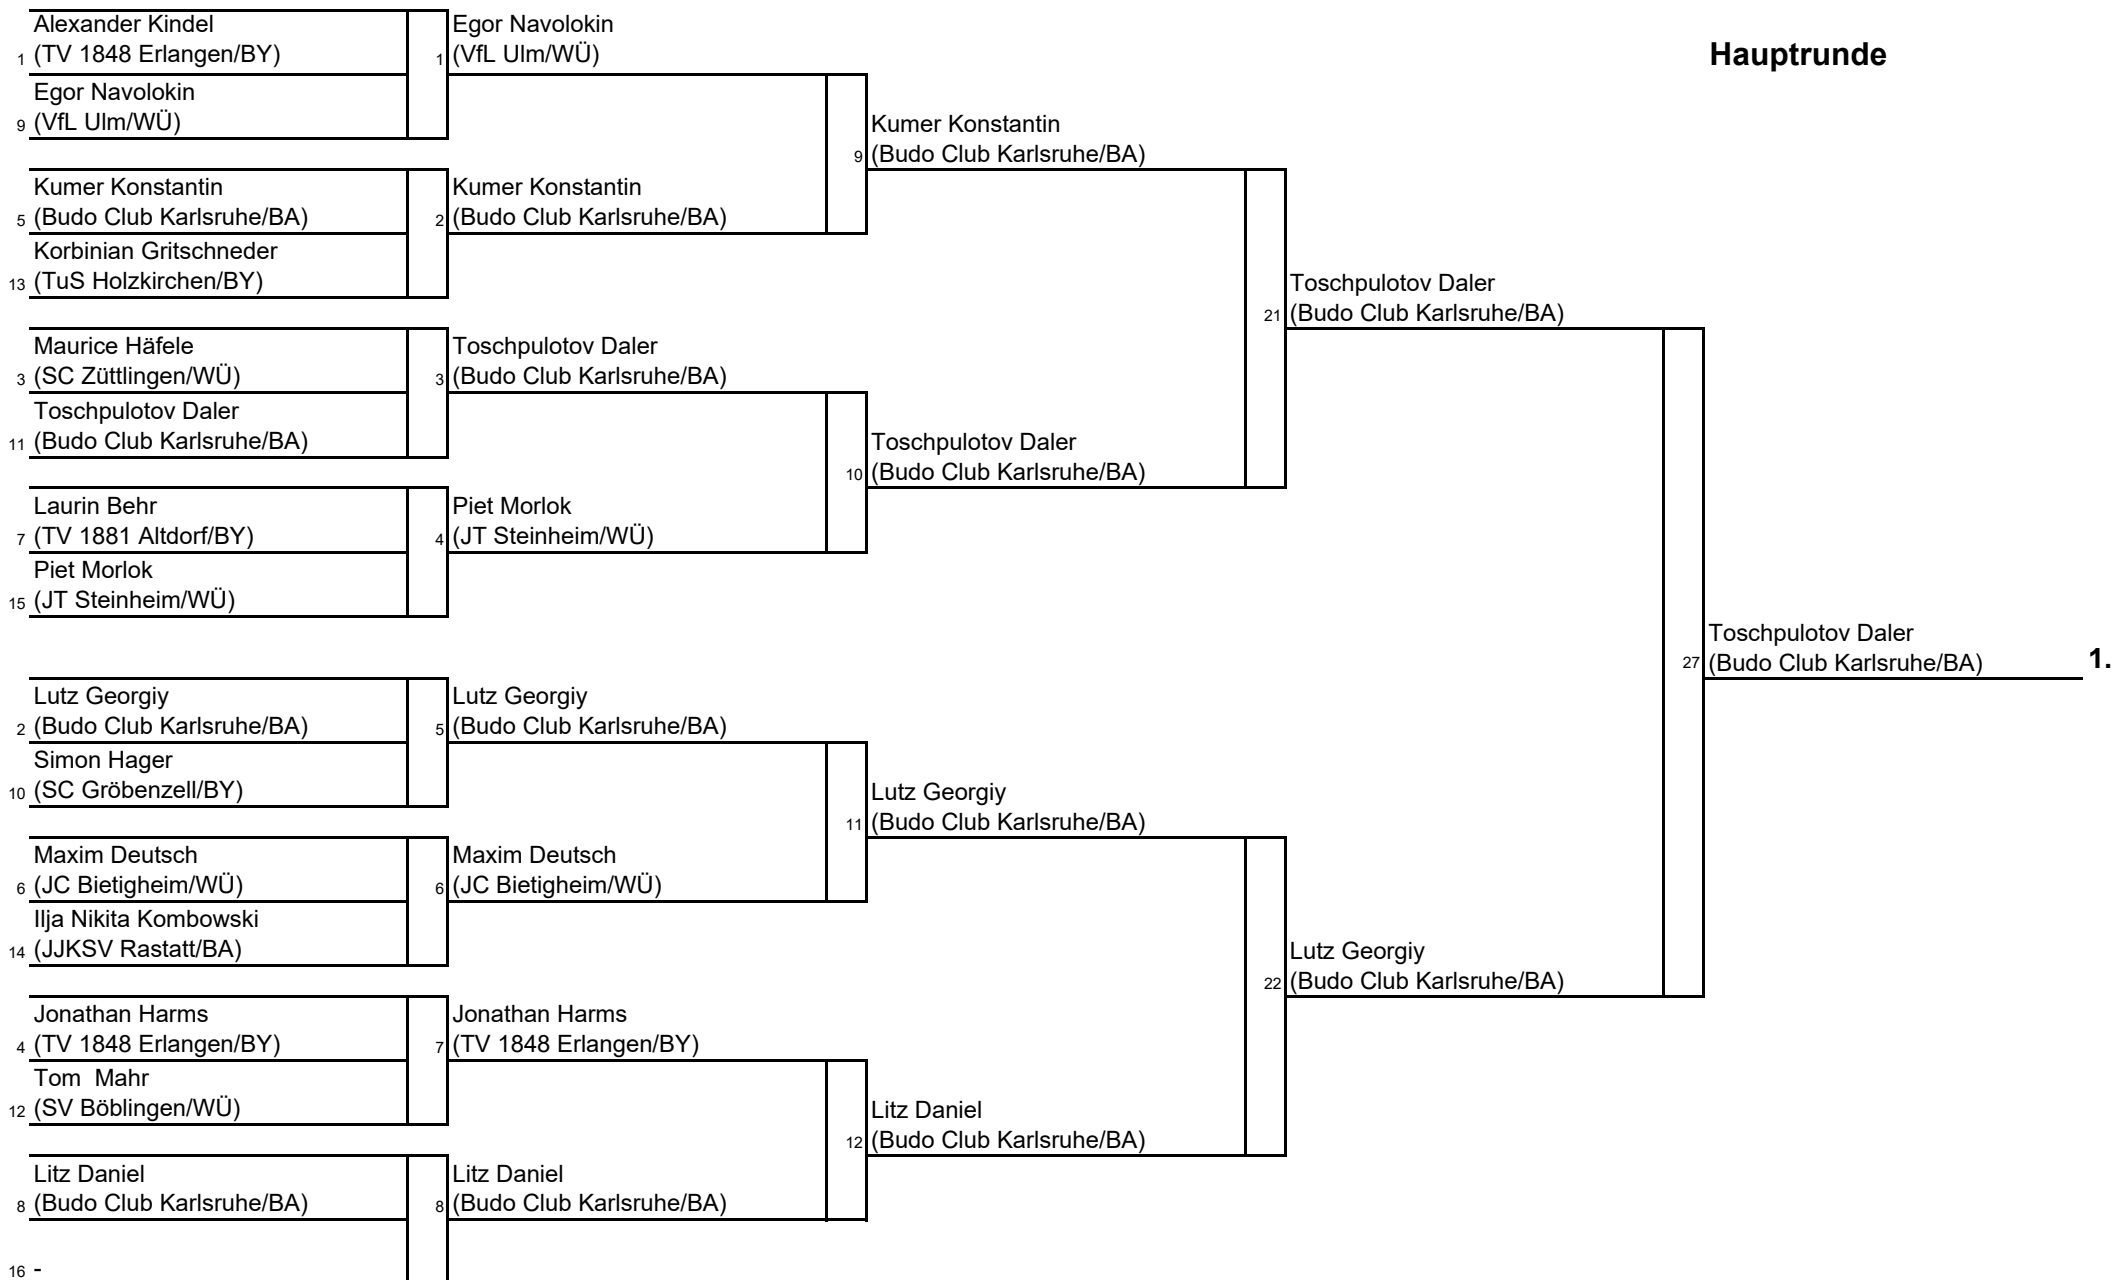 Hauptrunde
Alexander Kindel
1 (TV 1848 Erlangen/BY)
Egor Navolokin
9 (VfL Ulm/WÜ)
Kumer Konstantin
5 (Budo Club Karlsruhe/BA)
Korbinian Gritschneder
13 (TuS Holzkirchen/BY)
Maurice Häfele
3 (SC Züttlingen/WÜ)
Toschpulotov Daler
11 (Budo Club Karlsruhe/BA)
Laurin Behr
7 (TV 1881 Altdorf/BY)
Piet Morlok
15 (JT Steinheim/WÜ)
Lutz Georgiy
2 (Budo Club Karlsruhe/BA)
Simon Hager
10 (SC Gröbenzell/BY)
Maxim Deutsch
6 (JC Bietigheim/WÜ)
Ilja Nikita Kombowski
14 (JJKSV Rastatt/BA)
Jonathan Harms
4 (TV 1848 Erlangen/BY)
Tom  Mahr
12 (SV Böblingen/WÜ)
Litz Daniel
8 (Budo Club Karlsruhe/BA)
16 -
Egor Navolokin
1 (VfL Ulm/WÜ)
Kumer Konstantin
2 (Budo Club Karlsruhe/BA)
Toschpulotov Daler
3 (Budo Club Karlsruhe/BA)
Piet Morlok
4 (JT Steinheim/WÜ)
Lutz Georgiy
5 (Budo Club Karlsruhe/BA)
Maxim Deutsch
6 (JC Bietigheim/WÜ)
Jonathan Harms
7 (TV 1848 Erlangen/BY)
Litz Daniel
8 (Budo Club Karlsruhe/BA)
Kumer Konstantin
9 (Budo Club Karlsruhe/BA)
Toschpulotov Daler
10 (Budo Club Karlsruhe/BA)
Lutz Georgiy
11 (Budo Club Karlsruhe/BA)
Litz Daniel
12 (Budo Club Karlsruhe/BA)
Toschpulotov Daler
21 (Budo Club Karlsruhe/BA)
Lutz Georgiy
22 (Budo Club Karlsruhe/BA)
Toschpulotov Daler
27 (Budo Club Karlsruhe/BA) 1.